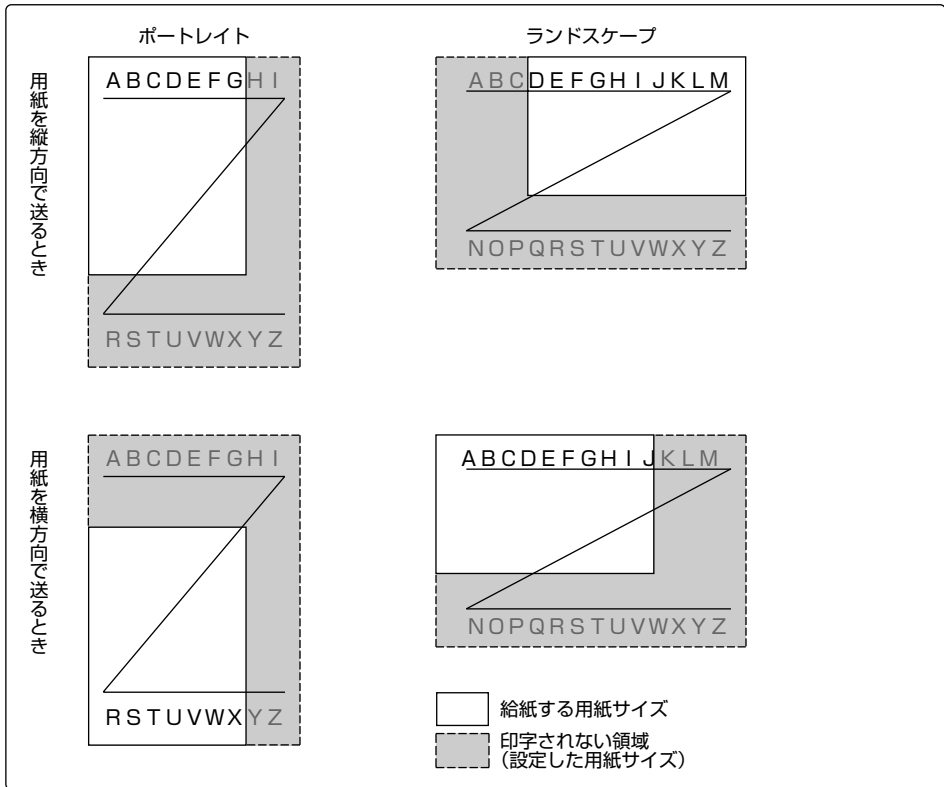 ポートレイト
ランドスケープ
用紙を縦方向で送るとき
ABCDEFGHI
RSTUVWXYZ
ABCDEFGHIJKLM
NOPQRSTUVWXYZ
用紙を横方向で送るとき
ABCDEFGHI
RSTUVWXYZ
ABCDEFGHIJKLM
NOPQRSTUVWXYZ
給紙する用紙サイズ
印字されない領域
（設定した用紙サイズ）